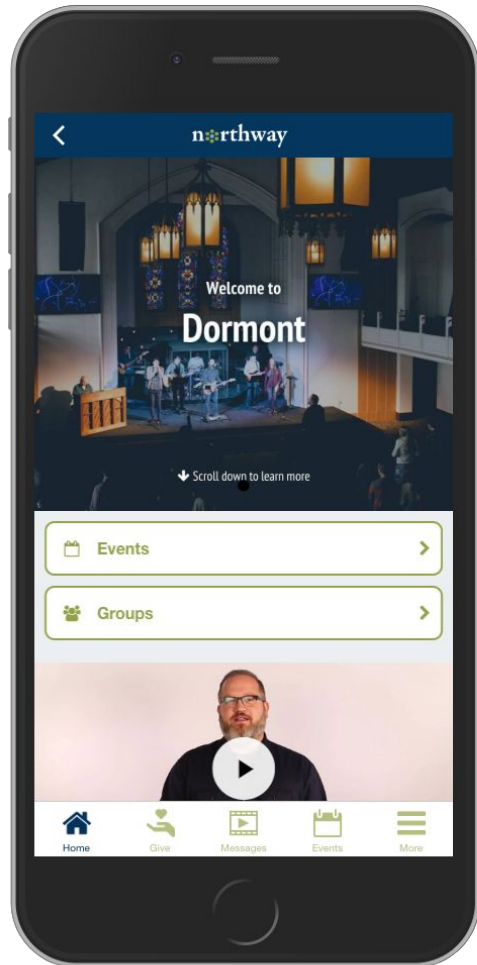 northway
Welcome to
Dormont
Scroll down to learn more
Events
Groups
Home
Give
Messages
Events
More